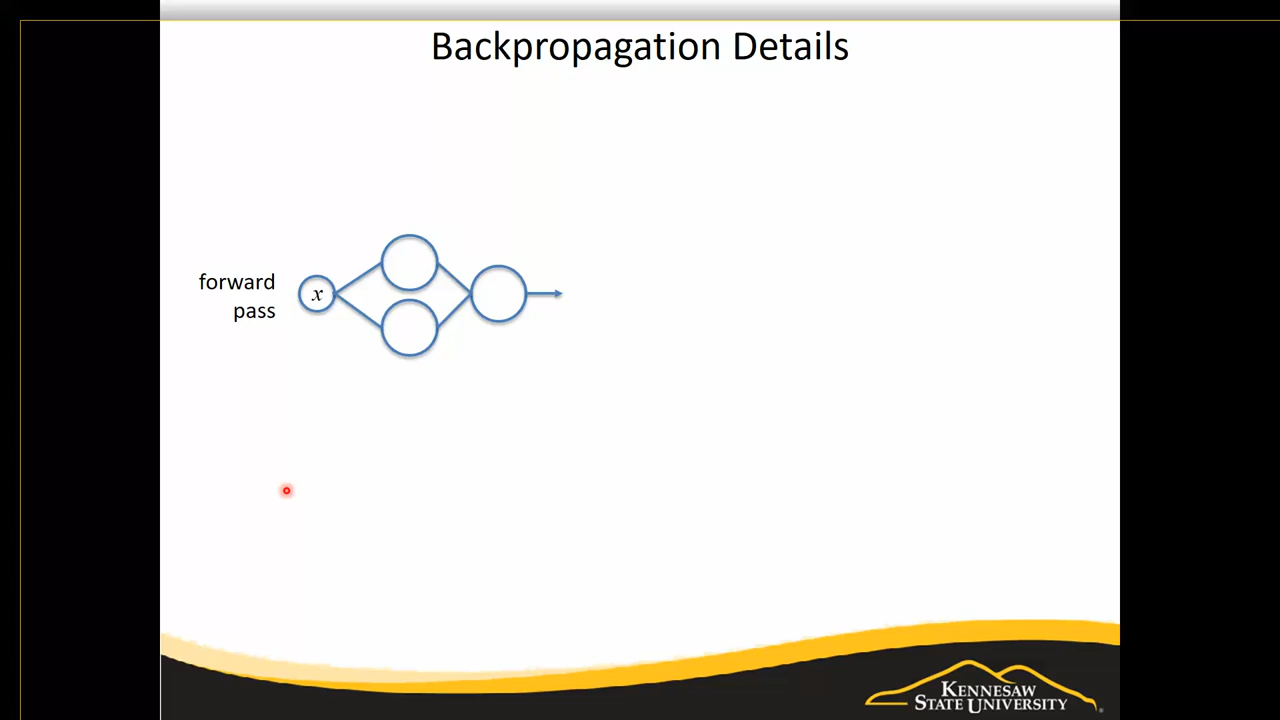 Backpropagation Details
forward
pass
x
KENNESAW
STATE UNIVERSITY